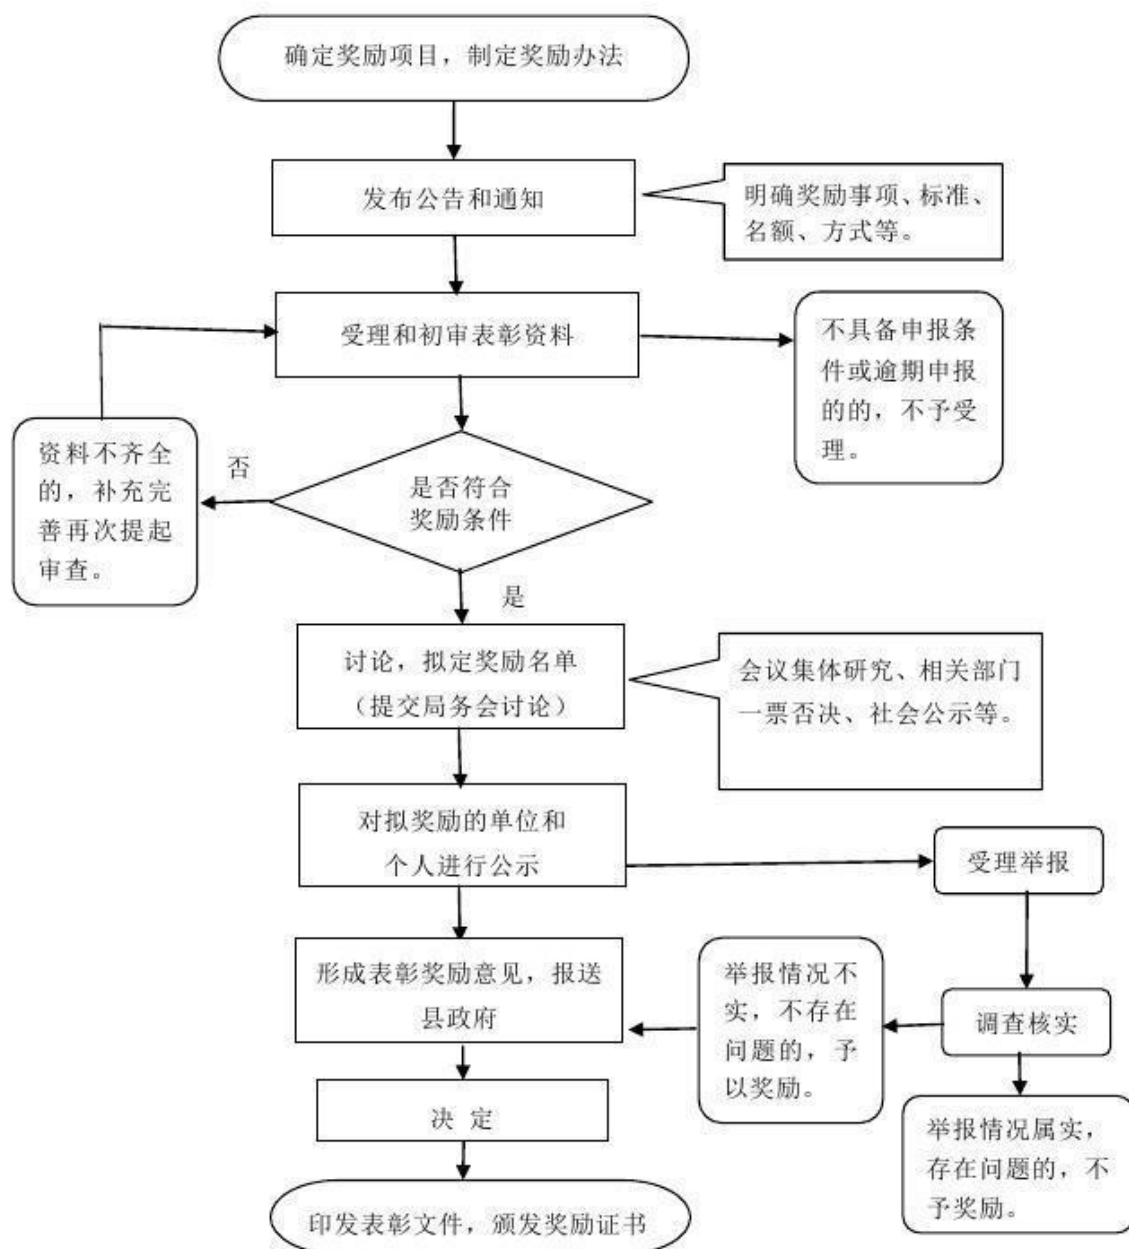 确定奖励项目，制定奖励办法
发布公告和通知
明确奖励事项、标准、
名额、方式等。
受理和初审表彰资料
不具备申报条
件或逾期申报
的的，不予受
理。
资料不齐全
的，补充完
善再次提起
审查。
否
是否符合
奖励条件
是
讨论，拟定奖励名单
（提交局务会讨论）
会议集体研究、相关部门
一票否决、社会公示等。
对拟奖励的单位和
个人进行公示
受理举报
形成表彰奖励意见，报送
县政府
举报情况不
实，不存在
问题的，予
以奖励。
调查核实
决 定
举报情况属实，
存在问题的，不
予奖励。
印发表彰文件，颁发奖励证书